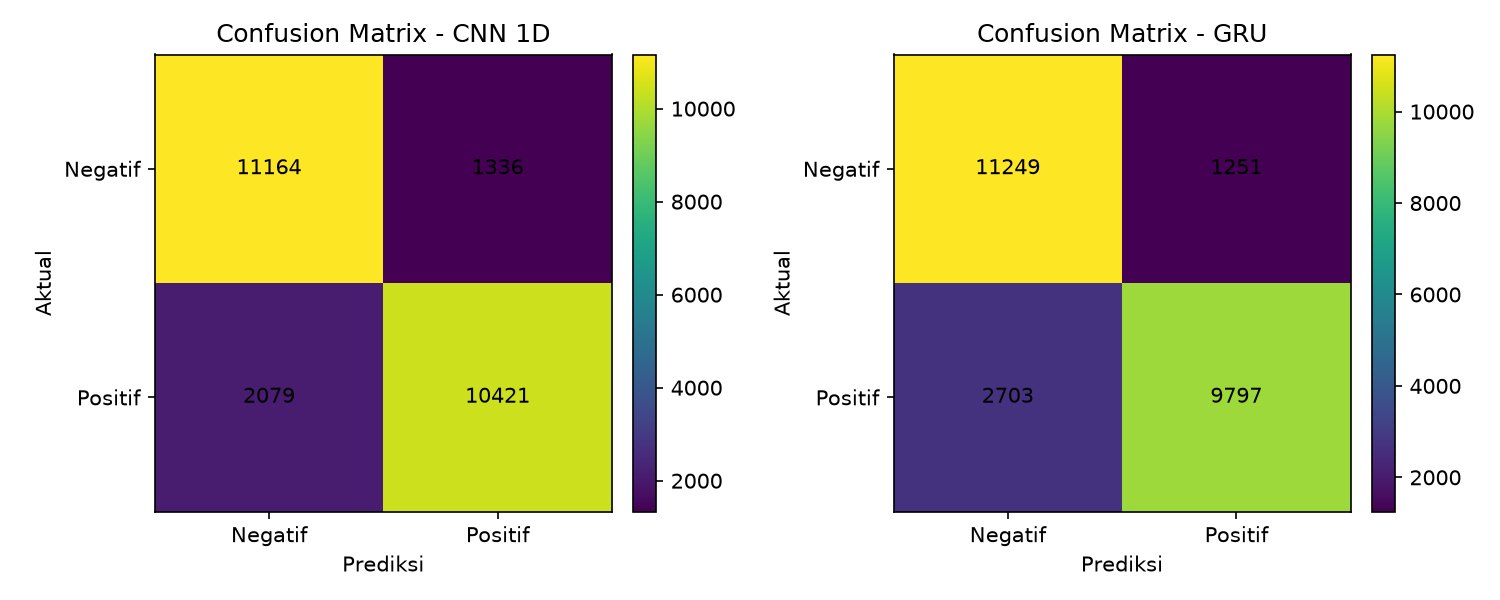 Confusion Matrix - CNN 1D
10000
8000
6000
4000
2000
Negatif
Positif
Aktual
11164
1336
2079
10421
Negatif
Positif
Prediksi
Confusion Matrix - GRU
10000
8000
6000
4000
2000
Negatif
Positif
Aktual
11249
1251
2703
9797
Negatif
Positif
Prediksi